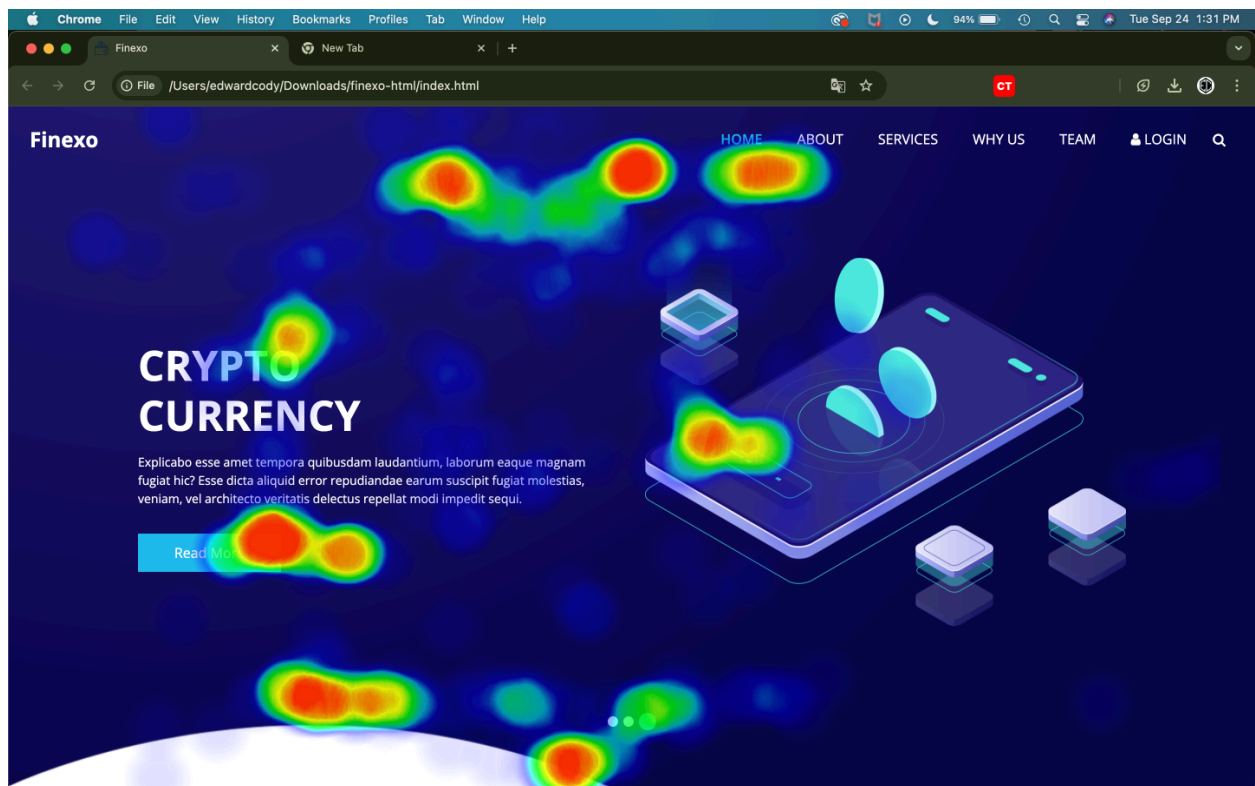 Chrome File Edit View History Bookmarks Profiles Tab Window Help 94% Tue Sep 24 1:31 PM
Finexo New Tab
File /Users/edwardcody/Downloads/finexo-html/index.html CT
Finexo HOME ABOUT SERVICES WHY US TEAM LOGIN
CRYPTO
CURRENCY
Explicabo esse amet tempora quibusdam laudantium, laborum eaque magnam
fugiat hic? Esse dicta aliquid error repudiandae earum suscipit fugiat molestias,
veniam, vel architecto veritatis delectus repellat modi impedit sequi.
Read More